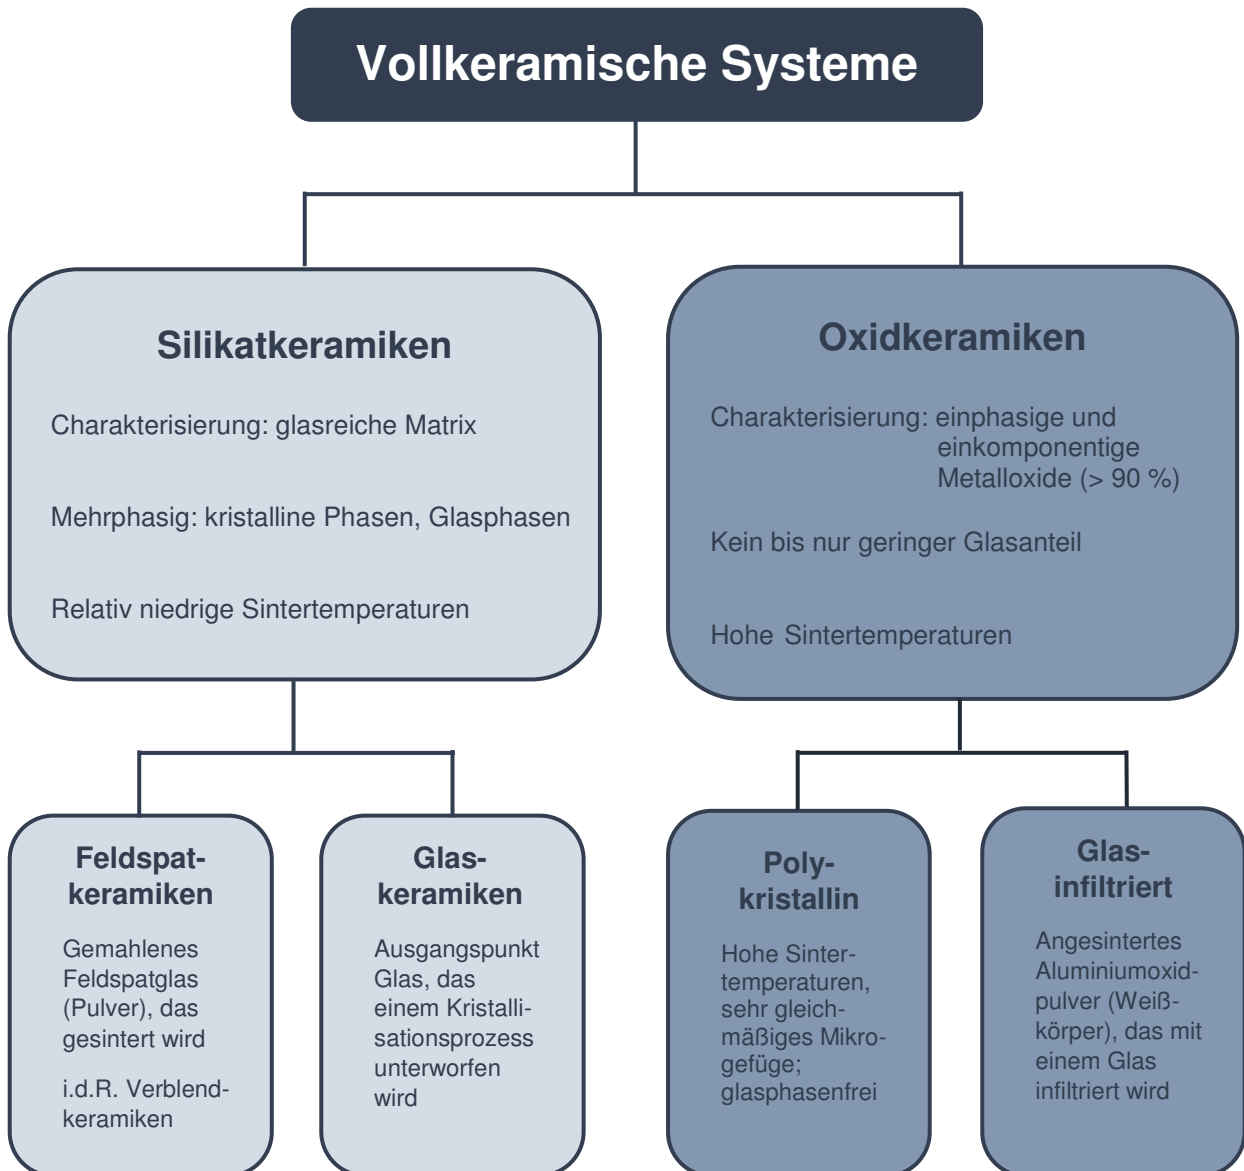 Vollkeramische Systeme
Silikatkeramiken
Charakterisierung: glasreiche Matrix
Mehrphasig: kristalline Phasen, Glasphasen
Relativ niedrige Sintertemperaturen
Oxidkeramiken
Charakterisierung: einphasige und
einkomponentige
Metalloxide (> 90 %)
Kein bis nur geringer Glasanteil
Hohe Sintertemperaturen
Feldspat-
keramiken
Gemahlenes
Feldspatglas
(Pulver), das
gesintert wird
i.d.R. Verblend-
keramiken
Glas-
keramiken
Ausgangspunkt
Glas, das
einem Kristalli-
sationsprozess
unterworfen
wird
Poly-
kristallin
Hohe Sinter-
temperaturen,
sehr gleich-
mäßiges Mikro-
gefüge;
glasphasenfrei
Glas-
infiltriert
Angesintertes
Aluminiumoxid-
pulver (Weiß-
körper), das mit
einem Glas
infiltriert wird